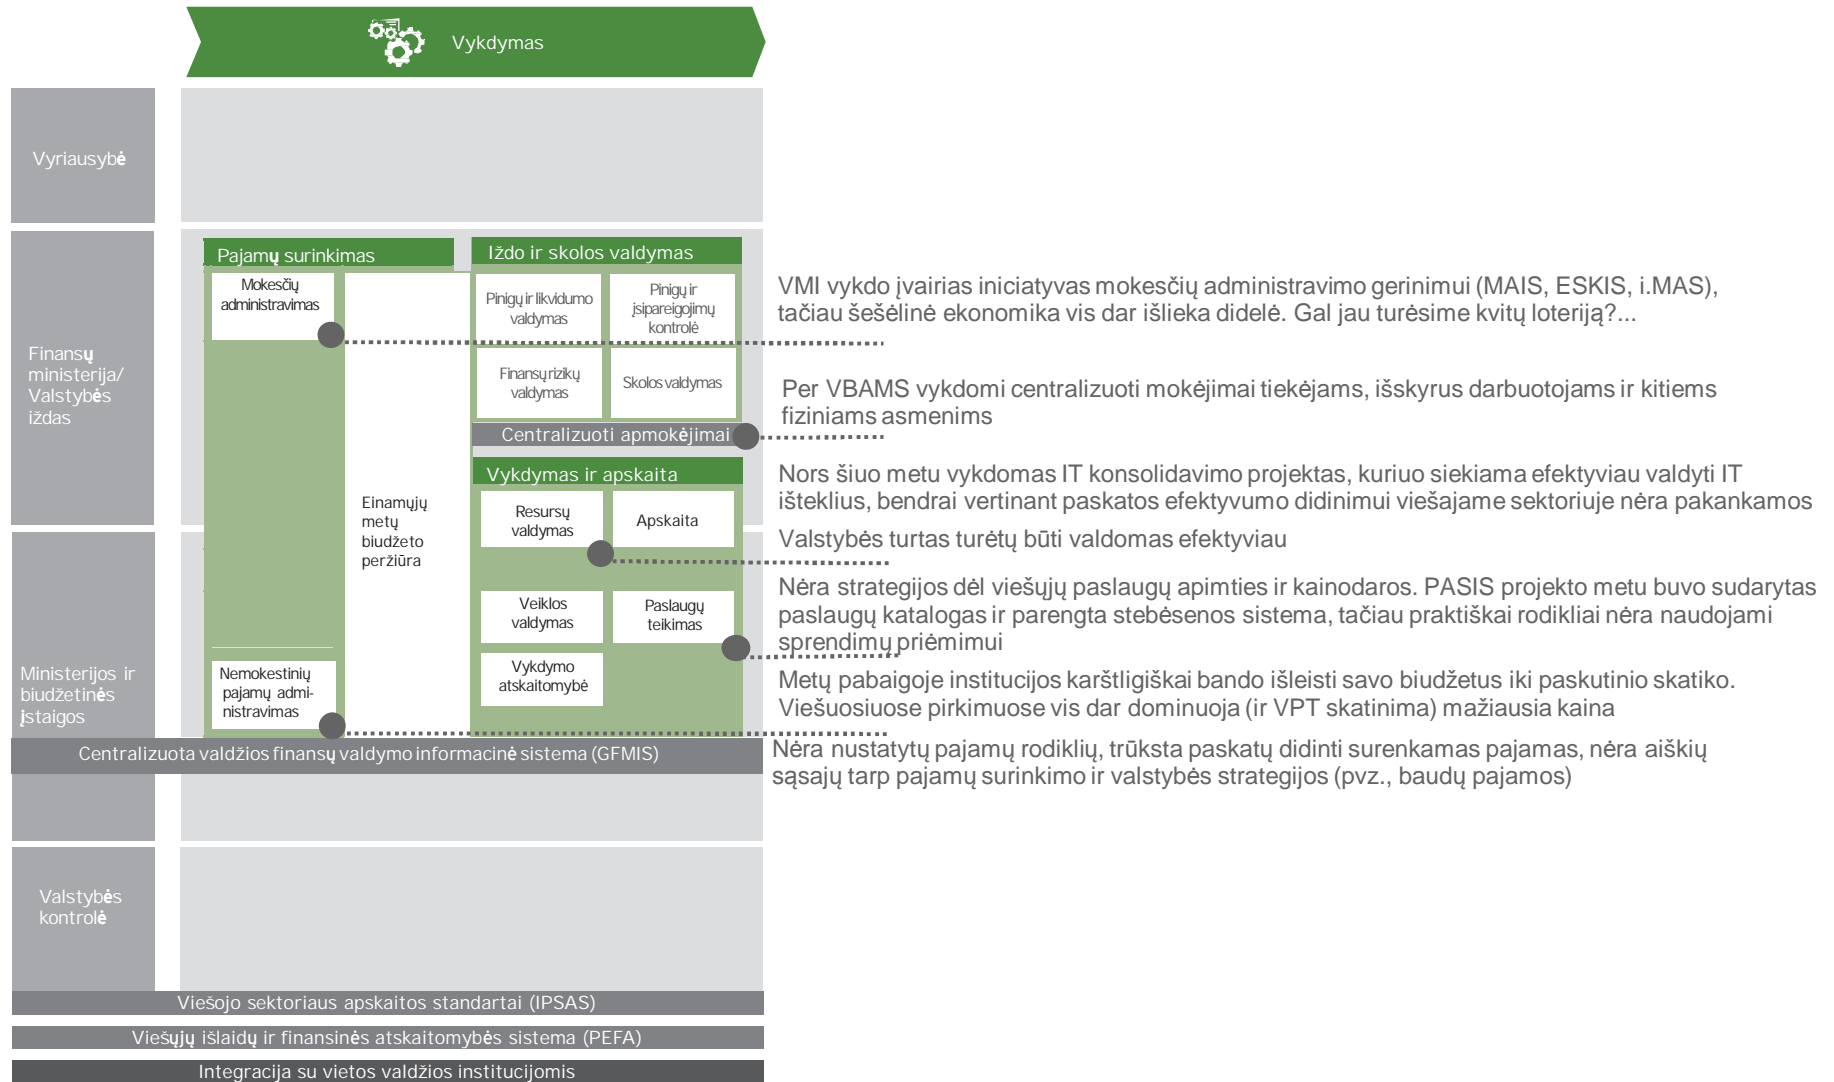 Vykdymas
Vyriausybė
Finansų
ministerija/
Valstybės
iždas
Ministerijos ir
biudžetinės
įstaigos
Valstybės
kontrolė
Pajamų surinkimas
Mokesčių
administravimas
Nemokestinių
pajamų admi-
nistravimas
Einamųjų
metų
biudžeto
peržiūra
Iždo ir skolos valdymas
Pinigų ir likvidumo
valdymas
Pinigų ir
įsipareigojimų
kontrolė
Finansų rizikų
valdymas
Skolos valdymas
Centralizuoti apmokėjimai
Vykdymas ir apskaita
Resursų
valdymas
Apskaita
Veiklos
valdymas
Paslaugų
teikimas
Vykdymo
atskaitomybė
Centralizuota valdžios finansų valdymo informacinė sistema (GFMIS)
Viešojo sektoriaus apskaitos standartai (IPSAS)
Viešųjų išlaidų ir finansinės atskaitomybės sistema (PEFA)
Integracija su vietos valdžios institucijomis
VMI vykdo įvairias iniciatyvas mokesčių administravimo gerinimui (MAIS, ESKIS, i.MAS),
tačiau šešėlinė ekonomika vis dar išlieka didelė. Gal jau turėsime kvitų loteriją?...
Per VBAMS vykdomi centralizuoti mokėjimai tiekėjams, išskyrus darbuotojams ir kitiems
fiziniams asmenims
Nors šiuo metu vykdomas IT konsolidavimo projektas, kuriuo siekiama efektyviau valdyti IT
išteklius, bendrai vertinant paskatos efektyvumo didinimui viešajame sektoriuje nėra pakankamos
Valstybės turtas turėtų būti valdomas efektyviau
Nėra strategijos dėl viešųjų paslaugų apimties ir kainodaros. PASIS projekto metu buvo sudarytas
paslaugų katalogas ir parengta stebėsenos sistema, tačiau praktiškai rodikliai nėra naudojami
sprendimų priėmimui
Metų pabaigoje institucijos karštligiškai bando išleisti savo biudžetus iki paskutinio skatiko.
Viešuosiuose pirkimuose vis dar dominuoja (ir VPT skatinima) mažiausia kaina
Nėra nustatytų pajamų rodiklių, trūksta paskatų didinti surenkamas pajamas, nėra aiškių
sąsajų tarp pajamų surinkimo ir valstybės strategijos (pvz., baudų pajamos)